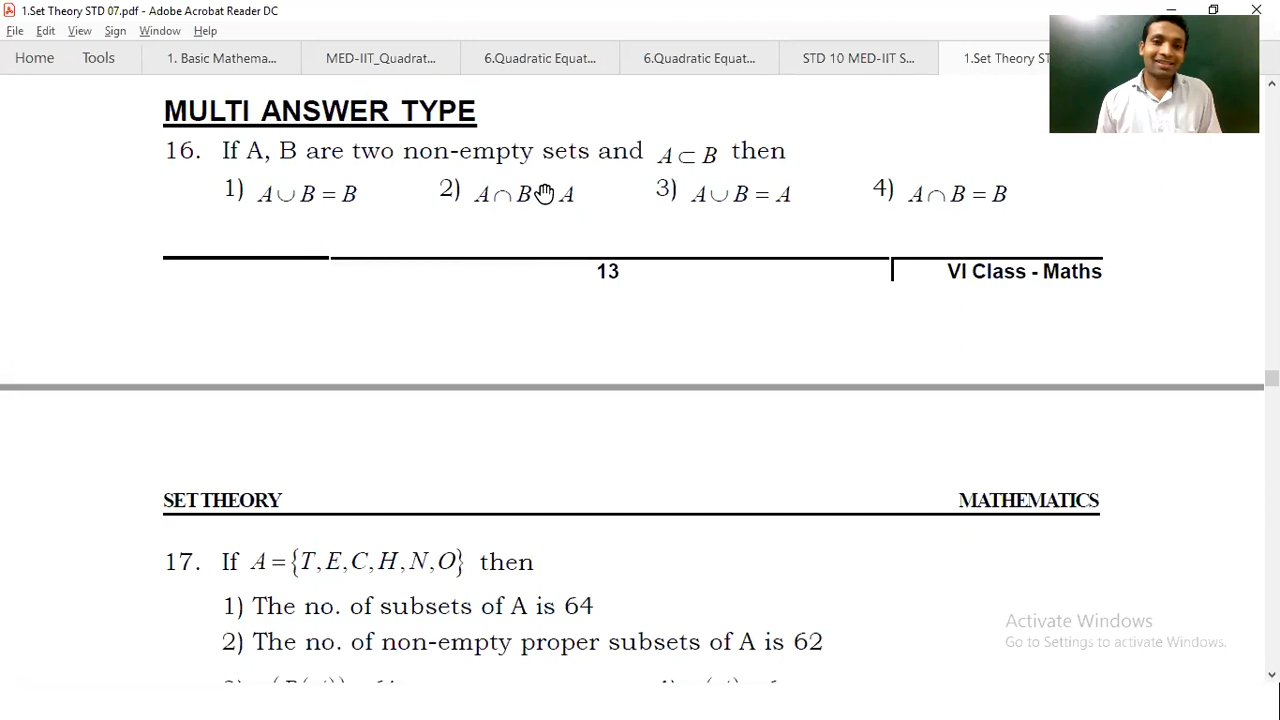 1.Set Theory STD 07.pdf - Adobe Acrobat Reader DC
File Edit View Sign Window Help
Home Tools 1. Basic Mathema... MED-IIT_Quadrat... 6.Quadratic Equat... 6.Quadratic Equat... STD 10 MED-IIT S... 1.Set Theory ST
MULTI ANSWER TYPE
16. If A, B are two non-empty sets and A ⊂ B then
1) A ∪ B = B 2) A ∩ B A 3) A ∪ B = A 4) A ∩ B = B
13 VI Class - Maths
SET THEORY MATHEMATICS
17. If A = {T, E, C, H, N, O} then
1) The no. of subsets of A is 64
2) The no. of non-empty proper subsets of A is 62
Activate Windows
Go to Settings to activate Windows.